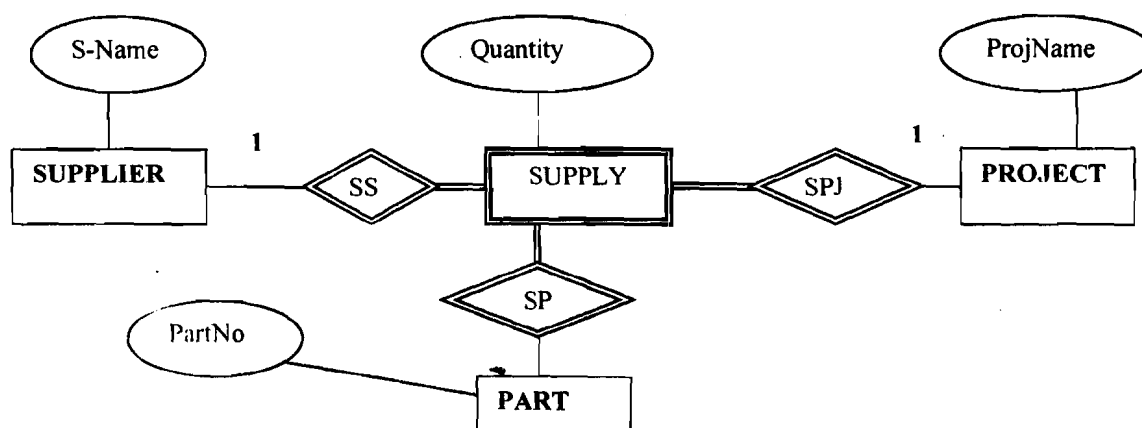 S-Name
Quantity
ProjName
1
1
SUPPLIER
SS
SUPPLY
SPJ
PROJECT
SP
PartNo
PART